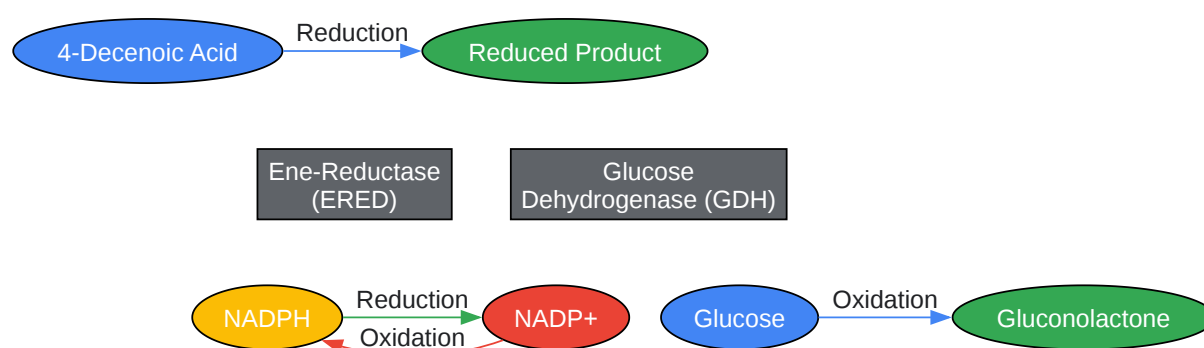 4-Decenoic Acid
Reduction
Reduced Product
Ene-Reductase
(ERED)
Glucose
Dehydrogenase (GDH)
NADPH
Reduction
NADP+
Oxidation
Glucose
Oxidation
Gluconolactone